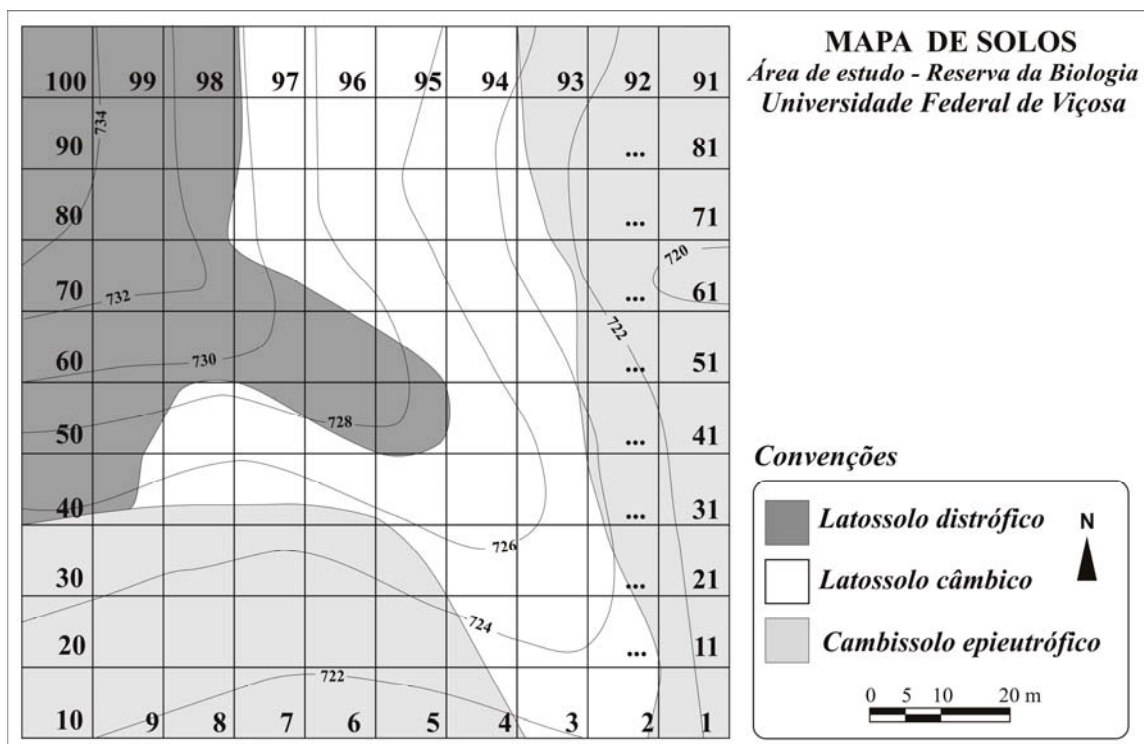 MAPA DE SOLOS
Área de estudo - Reserva da Biologia
Universidade Federal de Viçosa
100 99 98 97 96 95 94 93 92 91
734
90 ... 81
80 ... 71
720
70 732 ... 61
722
60 730 ... 51
728
50 ... 41
40 726 ... 31
30 ... 21
724
20 ... 11
722
10 9 8 7 6 5 4 3 2 1
Convenções
Latossolo distrófico
N
Latossolo câmbico
Cambissolo epieutrófico
0 5 10 20 m